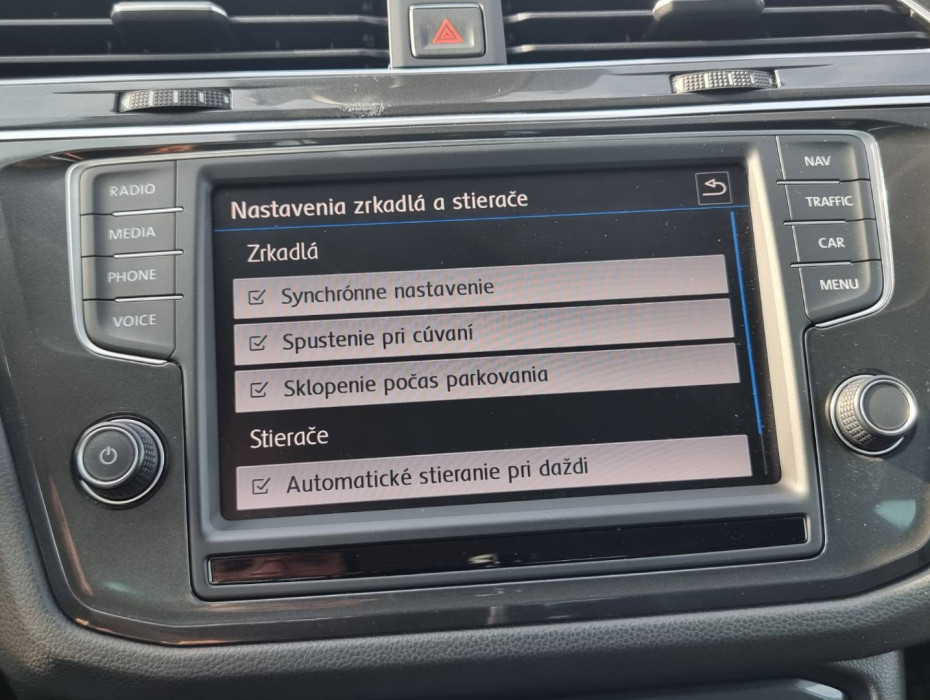 RADIO
MEDIA
PHONE
VOICE
Nastavenia zrkadlá a stierače
Zrkadlá
Synchrónne nastavenie
Spustenie pri cúvaní
Sklopenie počas parkovania
Stierače
Automatické stieranie pri daždi
NAV
TRAFFIC
CAR
MENU